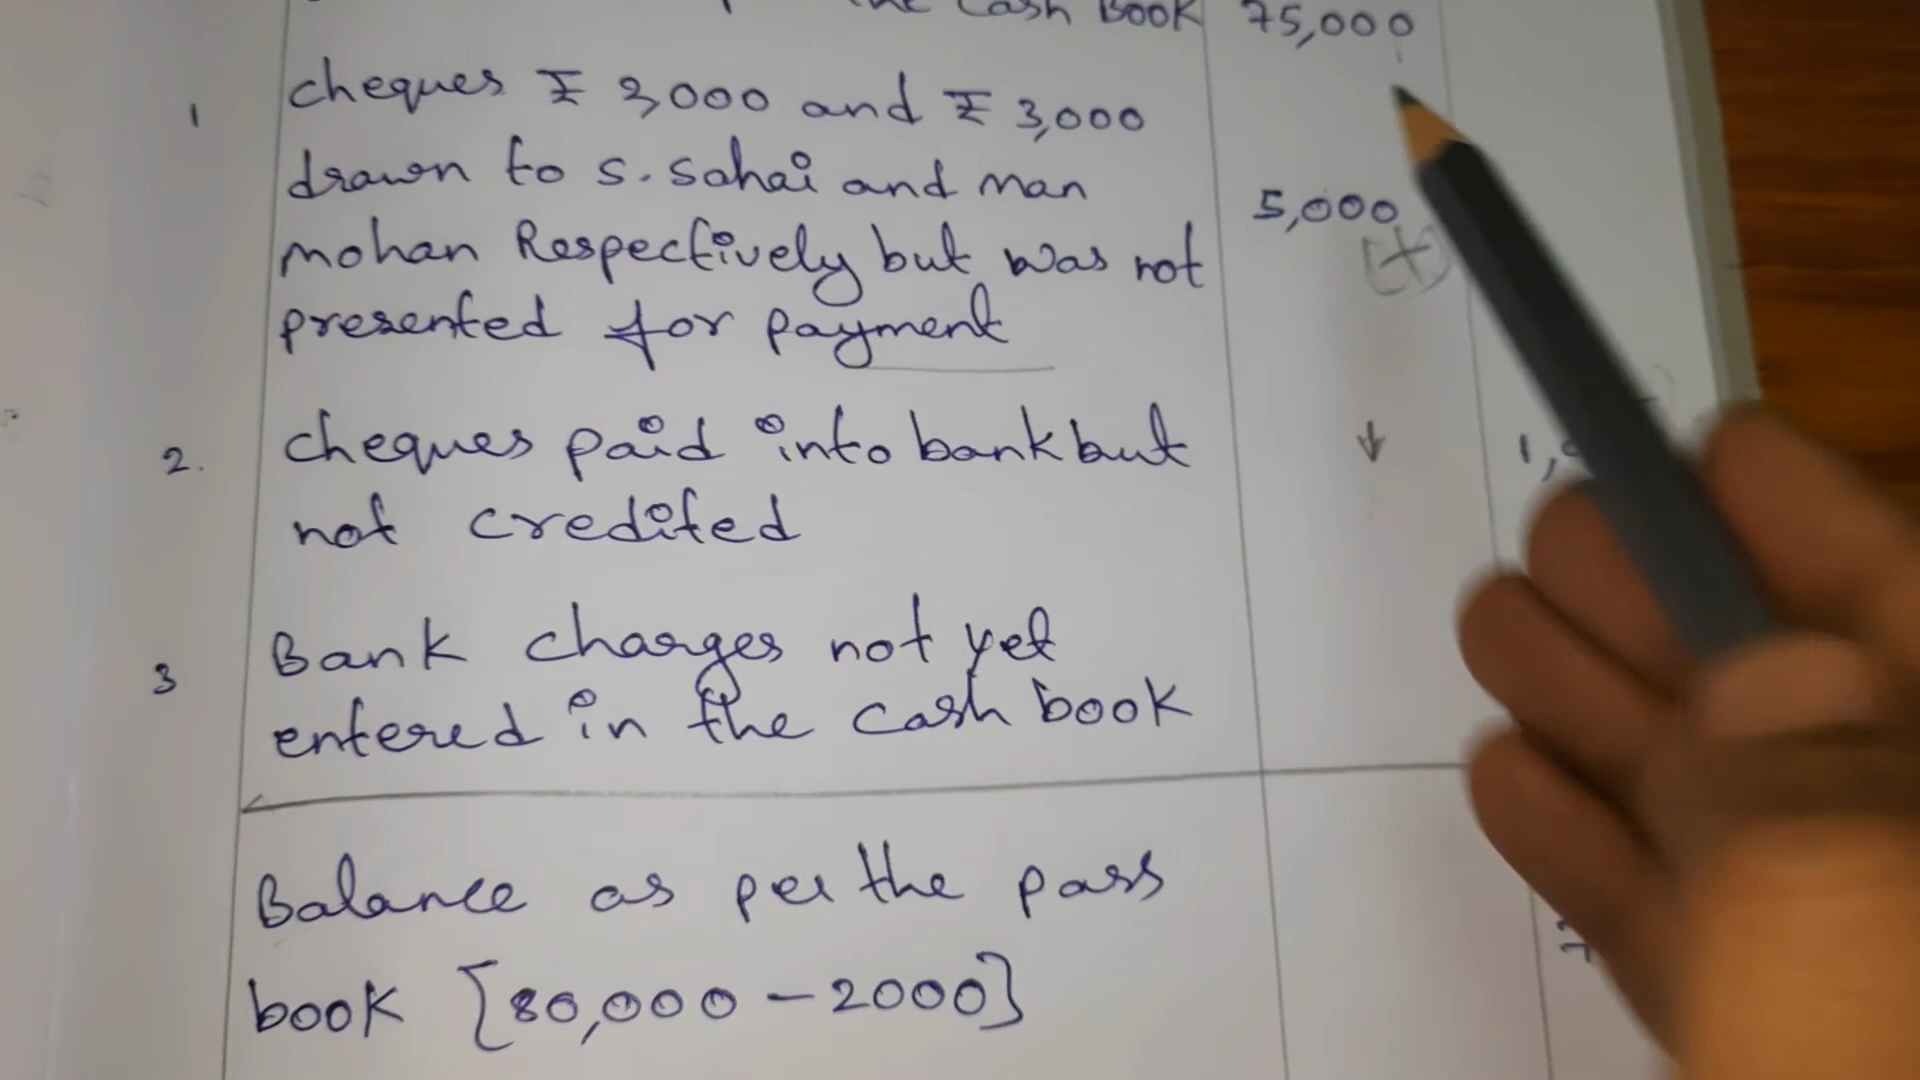 the Cash Book 75,000
1 cheques ₹ 2,000 and ₹ 3,000
drawn to S. Sahai and man
mohan Respectively but was not 5,000
presented for payment (+)
2. cheques paid into bank but ↓
not credited
3 Bank charges not yet
entered in the cash book
Balance as per the pass
book [80,000 - 2000]